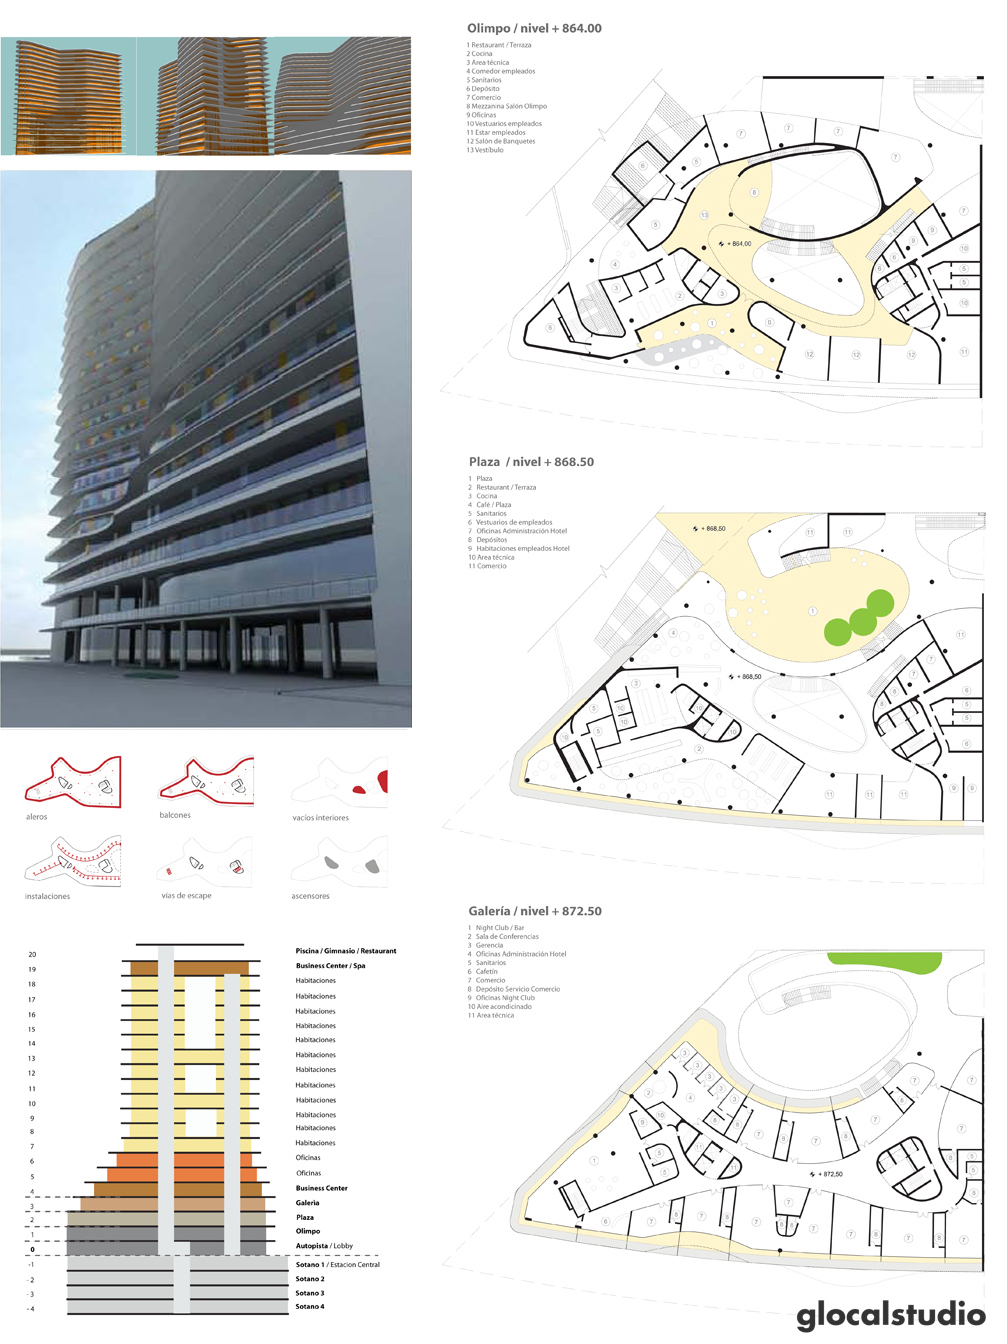 Olimpo / nivel + 864.00
1 Restaurant / Terraza
2 Cocina
3 Área técnica
4 Comedor empleados
5 Sanitarios
6 Depósito
7 Comercio
8 Mezzanina Salón Olimpo
9 Oficinas
10 Vestuarios empleados
11 Estar empleados
12 Salón de Banquetes
13 Vestíbulo
+ 864,00
Plaza / nivel + 868.50
1 Plaza
2 Restaurant / Terraza
3 Cocina
4 Café / Plaza
5 Sanitarios
6 Vestuarios de empleados
7 Oficinas Administración Hotel
8 Depósitos
9 Habitaciones empleados Hotel
10 Area técnica
11 Comercio
+ 868.50
+ 868,50
Galería / nivel + 872.50
1 Night Club / Bar
2 Sala de Conferencias
3 Gerencia
4 Oficinas Administración Hotel
5 Sanitarios
6 Cafetín
7 Comercio
8 Depósito Servicio Comercio
9 Oficinas Night Club
10 Aire acondicinado
11 Area técnica
+ 872,50
aleros
balcones
vacíos interiores
instalaciones
vías de escape
ascensores
20 Piscina / Gimnasio / Restaurant
19 Business Center / Spa
18 Habitaciones
17 Habitaciones
16 Habitaciones
15 Habitaciones
14 Habitaciones
13 Habitaciones
12 Habitaciones
11 Habitaciones
10 Habitaciones
9 Habitaciones
8 Habitaciones
7 Habitaciones
6 Oficinas
5 Oficinas
4 Business Center
3 Galeria
2 Plaza
1 Olimpo
0 Autopista / Lobby
-1 Sotano 1 / Estacion Central
- 2 Sotano 2
- 3 Sotano 3
- 4 Sotano 4
glocalstudio